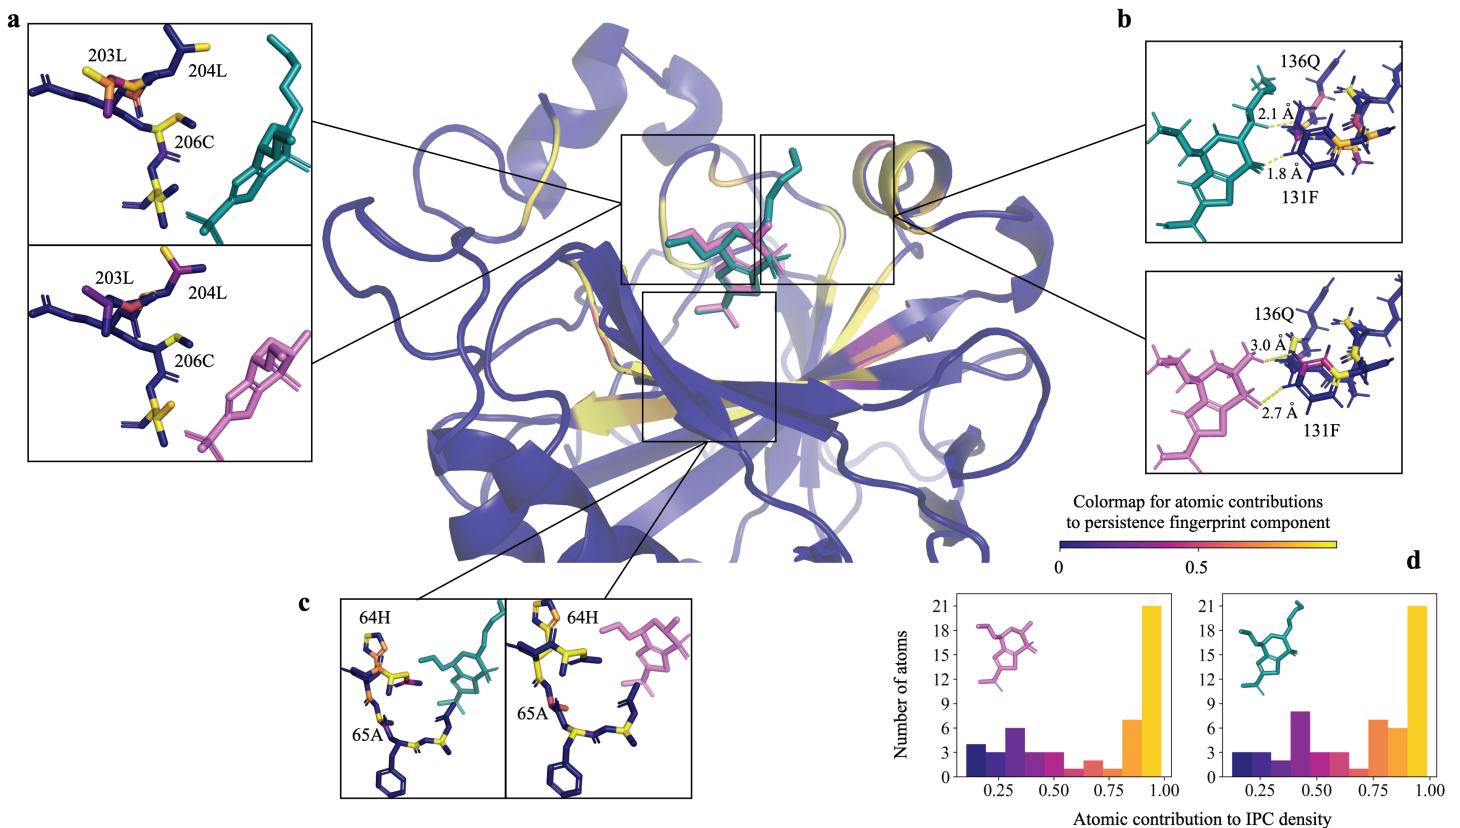 a
203L
204L
206C
203L
204L
206C
b
136Q
2.1 Å
1.8 Å
131F
136Q
3.0 Å
2.7 Å
131F
Colormap for atomic contributions
to persistence fingerprint component
0
0.5
c
64H
65A
64H
65A
d
Number of atoms
21
18
15
12
9
6
3
0
0.25
0.50
0.75
1.00
21
18
15
12
9
6
3
0
0.25
0.50
0.75
1.00
Atomic contribution to IPC density